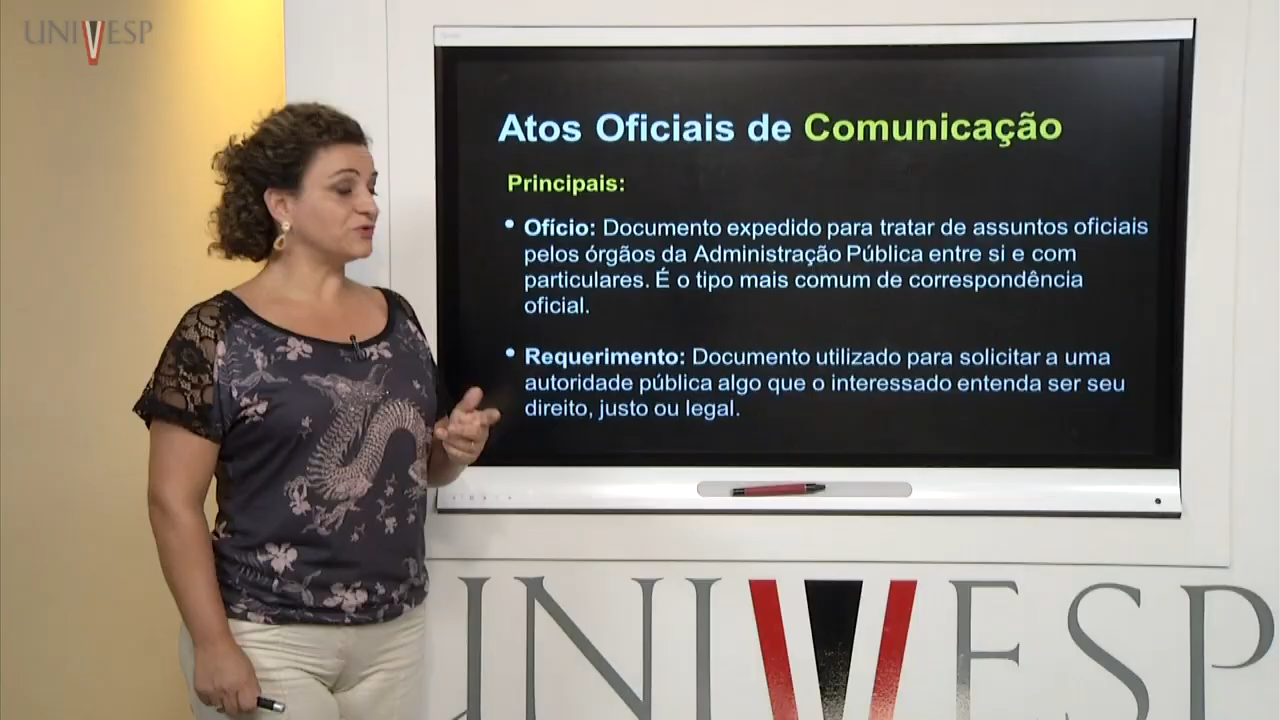 UNIVESP
Atos Oficiais de Comunicação
Principais:
• Ofício: Documento expedido para tratar de assuntos oficiais
pelos órgãos da Administração Pública entre si e com
particulares. É o tipo mais comum de correspondência
oficial.
• Requerimento: Documento utilizado para solicitar a uma
autoridade pública algo que o interessado entenda ser seu
direito, justo ou legal.
UNIVESP